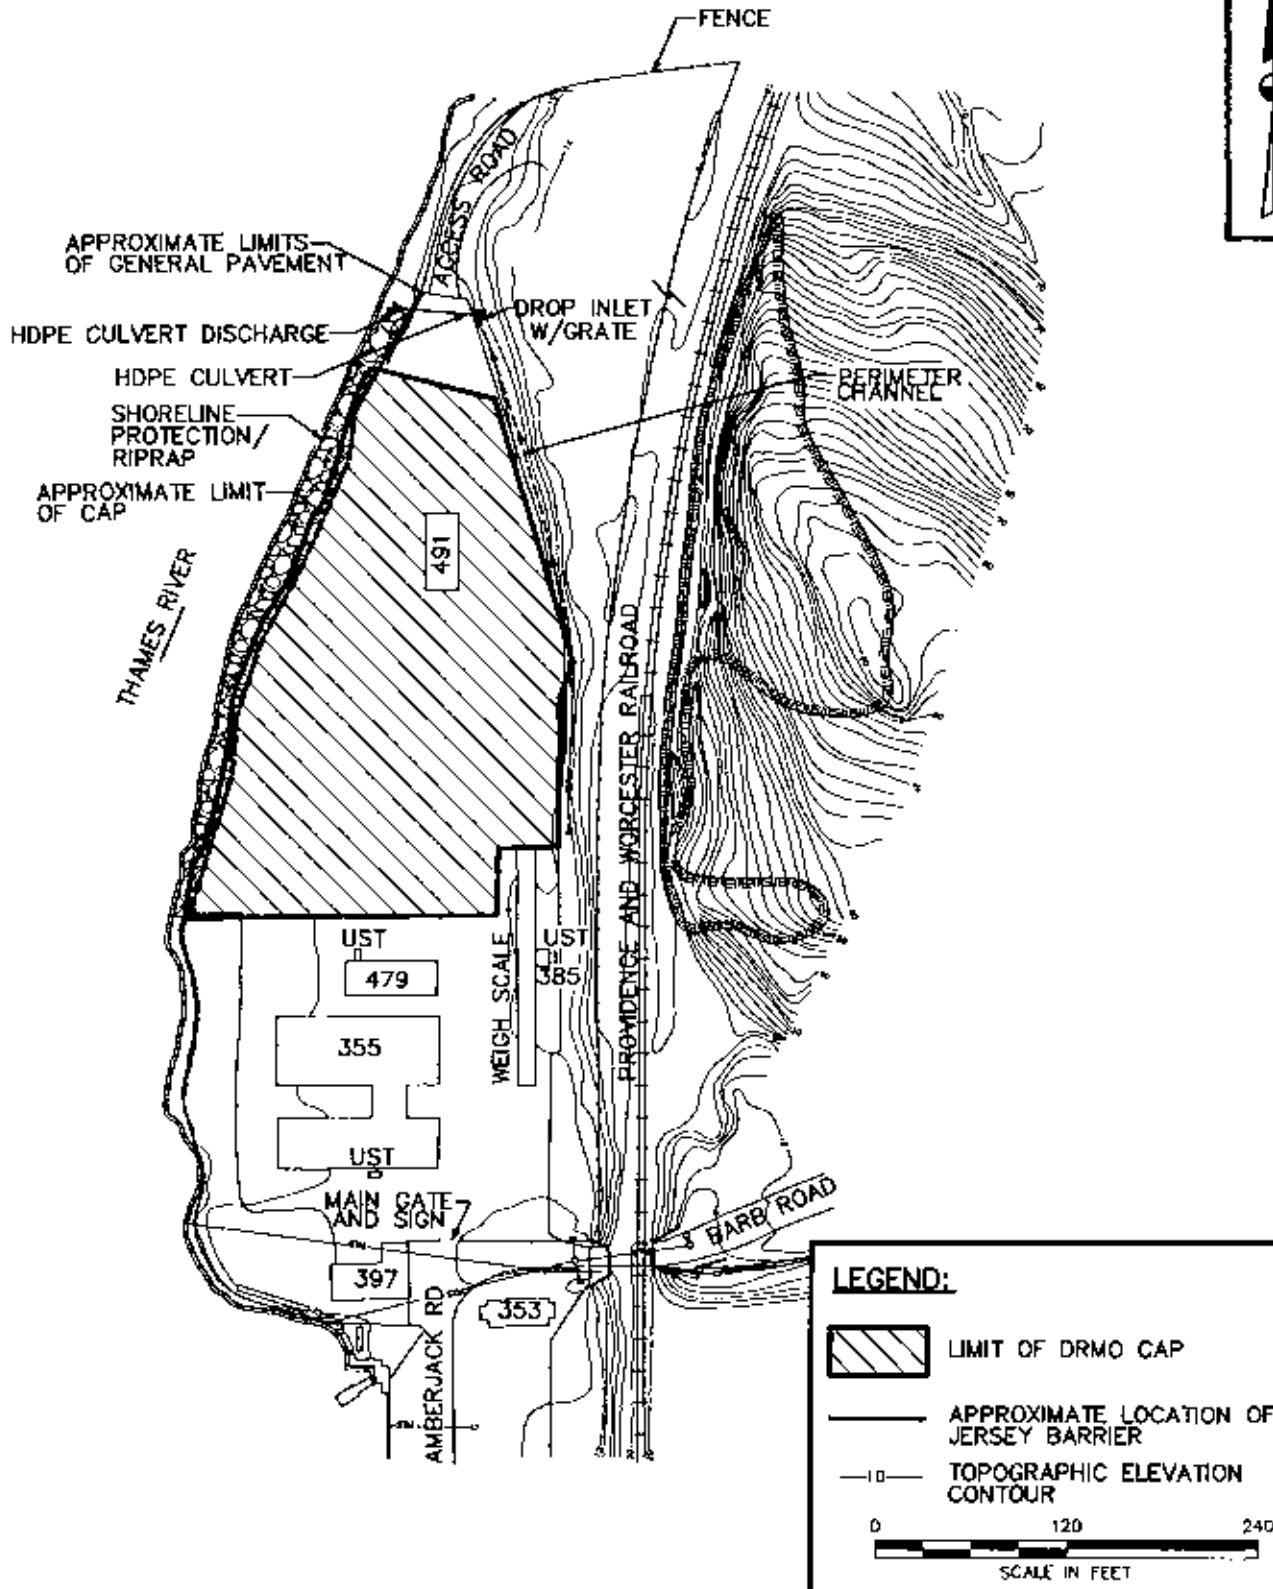 FENCE
ACCESS ROAD
APPROXIMATE LIMITS
OF GENERAL PAVEMENT
HDPE CULVERT DISCHARGE
DROP INLET
W/GRATE
HDPE CULVERT
PERIMETER
CHANNEL
SHORELINE
PROTECTION/
RIPRAP
APPROXIMATE LIMIT
OF CAP
491
THAMES RIVER
PROVIDENCE AND WORCESTER RAILROAD
UST
479
WEIGH SCALE
UST
385
355
UST
MAIN GATE
AND SIGN
BARB ROAD
397
353
AMBERJACK RD
LEGEND:
LIMIT OF DRMO CAP
APPROXIMATE LOCATION OF
JERSEY BARRIER
10
TOPOGRAPHIC ELEVATION
CONTOUR
0 120 240
SCALE IN FEET